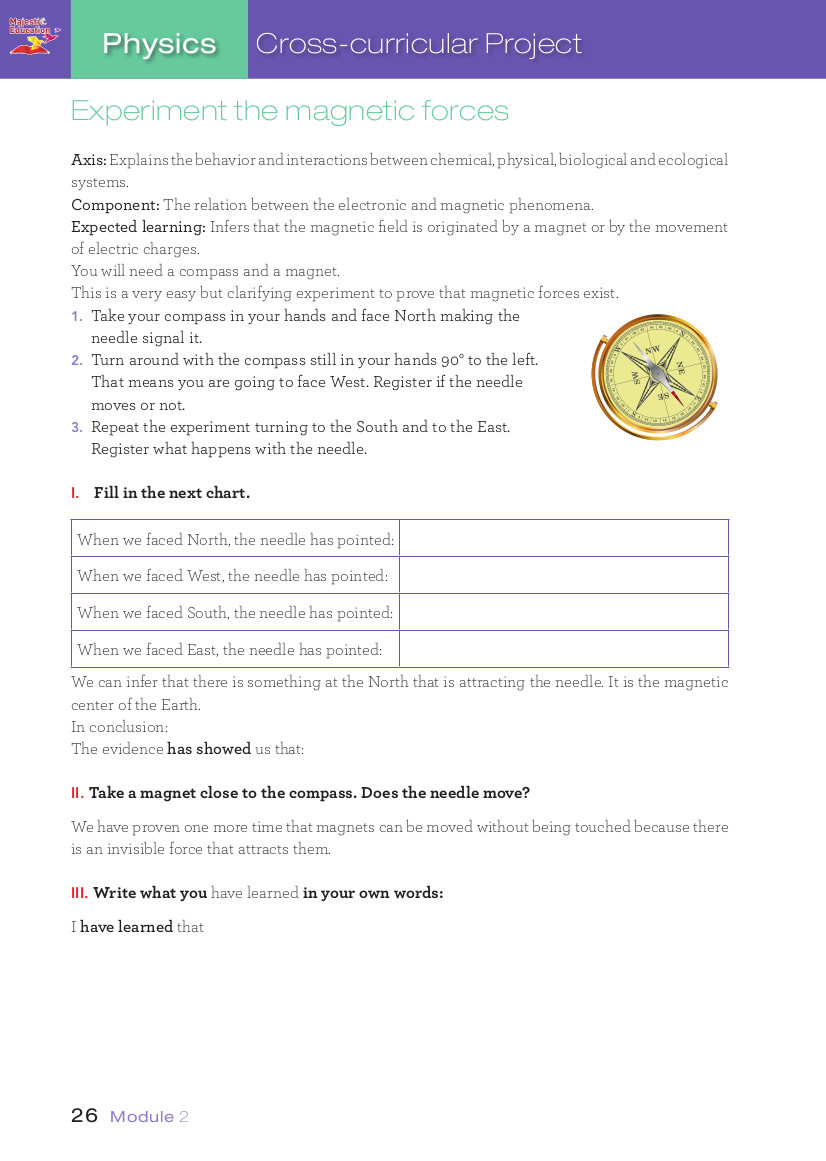 Majestic
Education
Physics Cross-curricular Project
Experiment the magnetic forces
Axis: Explains the behavior and interactions between chemical, physical, biological and ecological
systems.
Component: The relation between the electronic and magnetic phenomena.
Expected learning: Infers that the magnetic field is originated by a magnet or by the movement
of electric charges.
You will need a compass and a magnet.
This is a very easy but clarifying experiment to prove that magnetic forces exist.
1. Take your compass in your hands and face North making the
needle signal it.
2. Turn around with the compass still in your hands 90° to the left.
That means you are going to face West. Register if the needle
moves or not.
3. Repeat the experiment turning to the South and to the East.
Register what happens with the needle.
N
NE
E
SE
S
SW
W
NW
I. Fill in the next chart.
When we faced North, the needle has pointed:
When we faced West, the needle has pointed:
When we faced South, the needle has pointed:
When we faced East, the needle has pointed:
We can infer that there is something at the North that is attracting the needle. It is the magnetic
center of the Earth.
In conclusion:
The evidence has showed us that:
II. Take a magnet close to the compass. Does the needle move?
We have proven one more time that magnets can be moved without being touched because there
is an invisible force that attracts them.
III. Write what you have learned in your own words:
I have learned that
26 Module 2